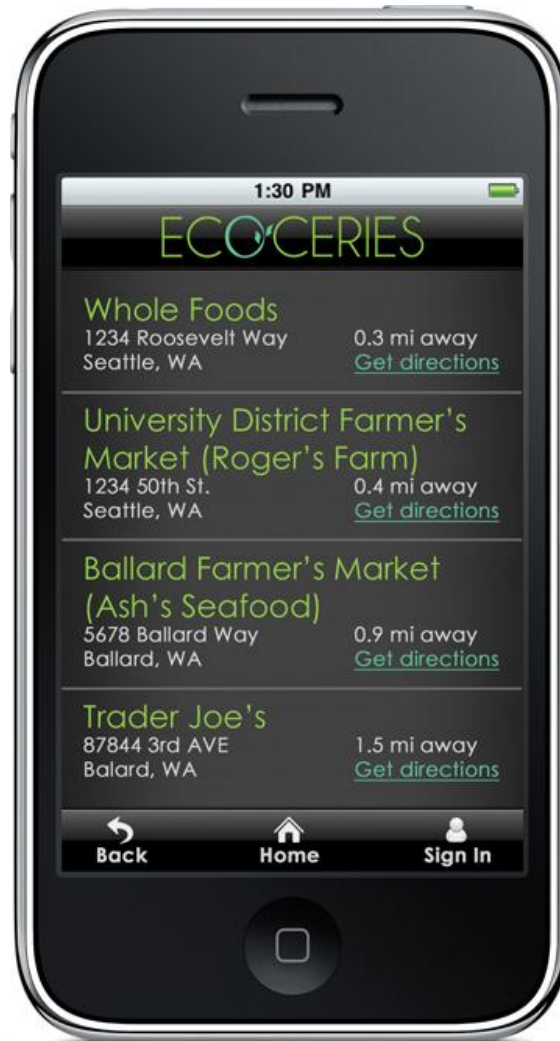 1:30 PM
ECO'CERIES
Whole Foods
1234 Roosevelt Way
0.3 mi away
Seattle, WA
Get directions
University District Farmer's
Market (Roger's Farm)
1234 50th St.
0.4 mi away
Seattle, WA
Get directions
Ballard Farmer's Market
(Ash's Seafood)
5678 Ballard Way
0.9 mi away
Ballard, WA
Get directions
Trader Joe's
87844 3rd AVE
1.5 mi away
Balard, WA
Get directions
Back
Home
Sign In